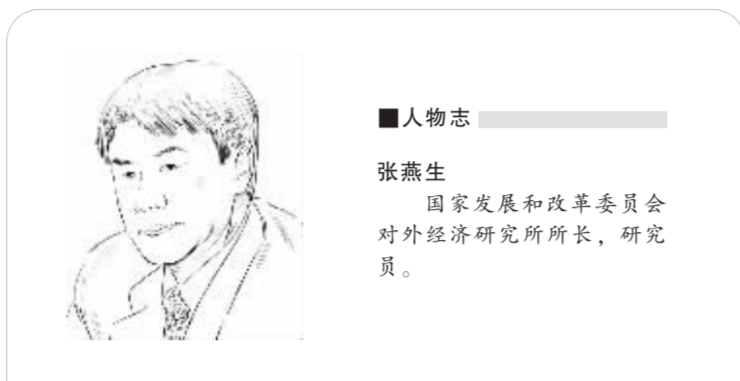 ■人物志
张燕生
国家发展和改革委员会
对外经济研究所所长，研究
员。